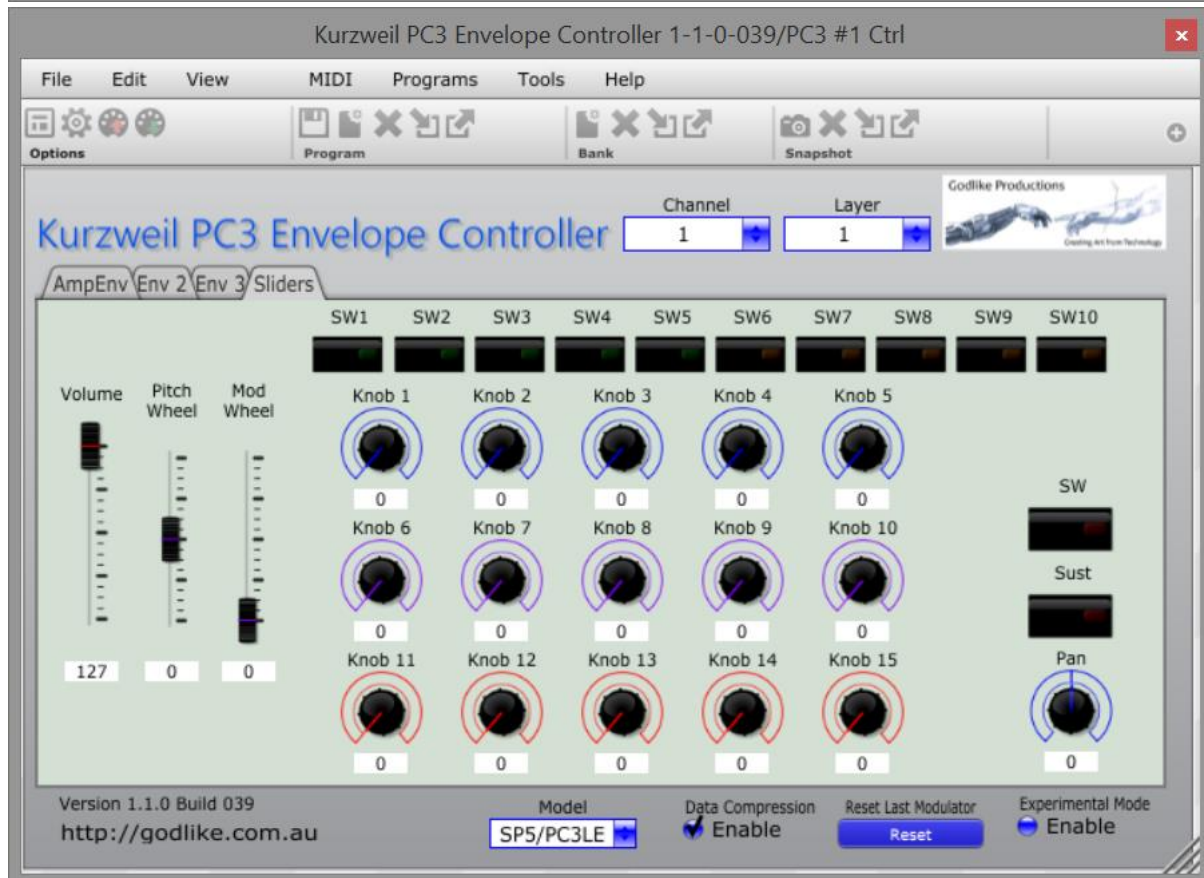 Kurzweil PC3 Envelope Controller 1-1-0-039/PC3 #1 Ctrl
File Edit View MIDI Programs Tools Help
Options Program Bank Snapshot
Godlike Productions
Creating Art from Technology
Kurzweil PC3 Envelope Controller
Channel Layer
1 1
AmpEnv Env 2 Env 3 Sliders
SW1 SW2 SW3 SW4 SW5 SW6 SW7 SW8 SW9 SW10
Volume Pitch Wheel Mod Wheel
127 0 0
Knob 1 Knob 2 Knob 3 Knob 4 Knob 5
0 0 0 0 0
Knob 6 Knob 7 Knob 8 Knob 9 Knob 10
0 0 0 0 0
Knob 11 Knob 12 Knob 13 Knob 14 Knob 15
0 0 0 0 0
SW
Sust
Pan
0
Version 1.1.0 Build 039
http://godlike.com.au
Model
SP5/PC3LE
Data Compression
Enable
Reset Last Modulator
Reset
Experimental Mode
Enable